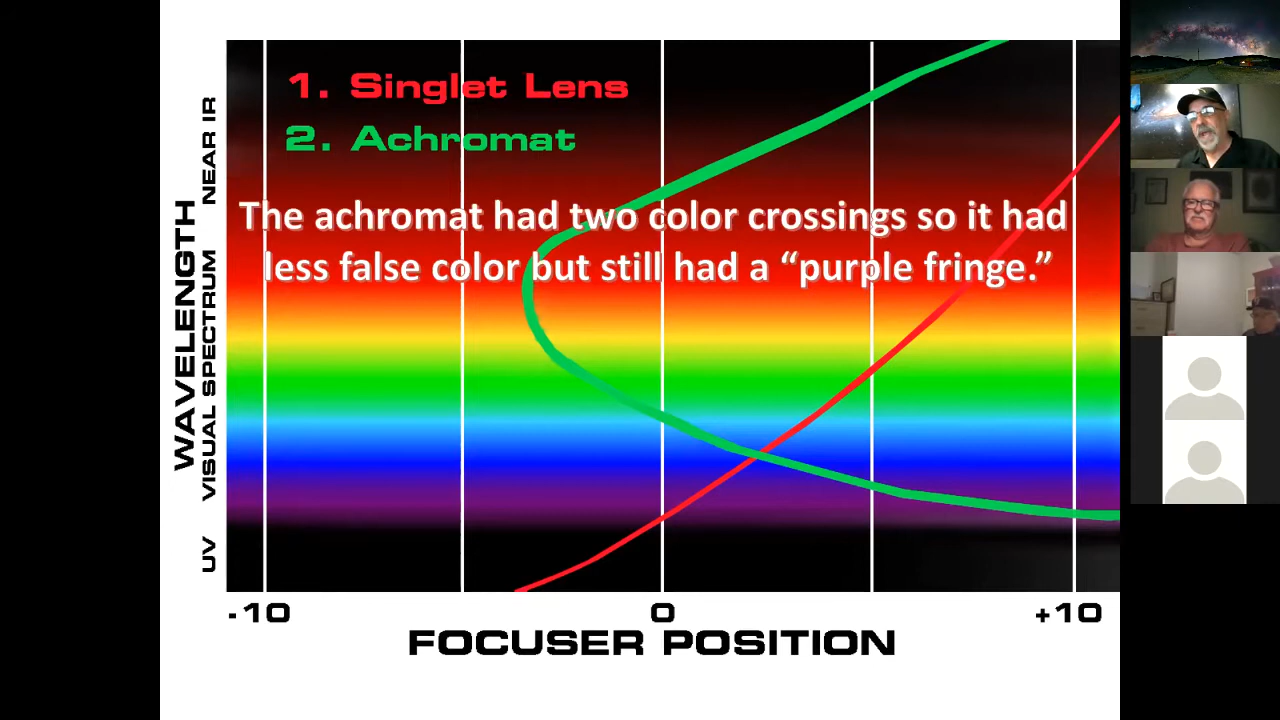 1. Singlet Lens
2. Achromat
The achromat had two color crossings so it had
less false color but still had a “purple fringe.”
WAVELENGTH
UV VISUAL SPECTRUM NEAR IR
-10 0 +10
FOCUSER POSITION